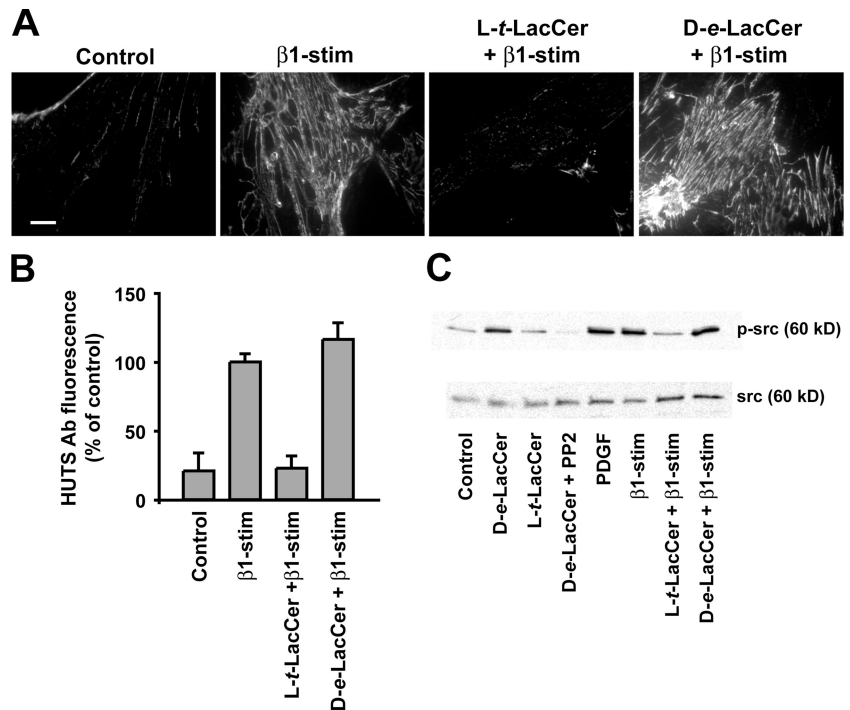 A
Control
β1-stim
L-t-LacCer
+ β1-stim
D-e-LacCer
+ β1-stim
B
HUTS Ab fluorescence
(% of control)
150
100
50
0
Control
β1-stim
L-t-LacCer +β1-stim
D-e-LacCer + β1-stim
C
p-src (60 kD)
src (60 kD)
Control
D-e-LacCer
L-t-LacCer
D-e-LacCer + PP2
PDGF
β1-stim
L-t-LacCer + β1-stim
D-e-LacCer + β1-stim